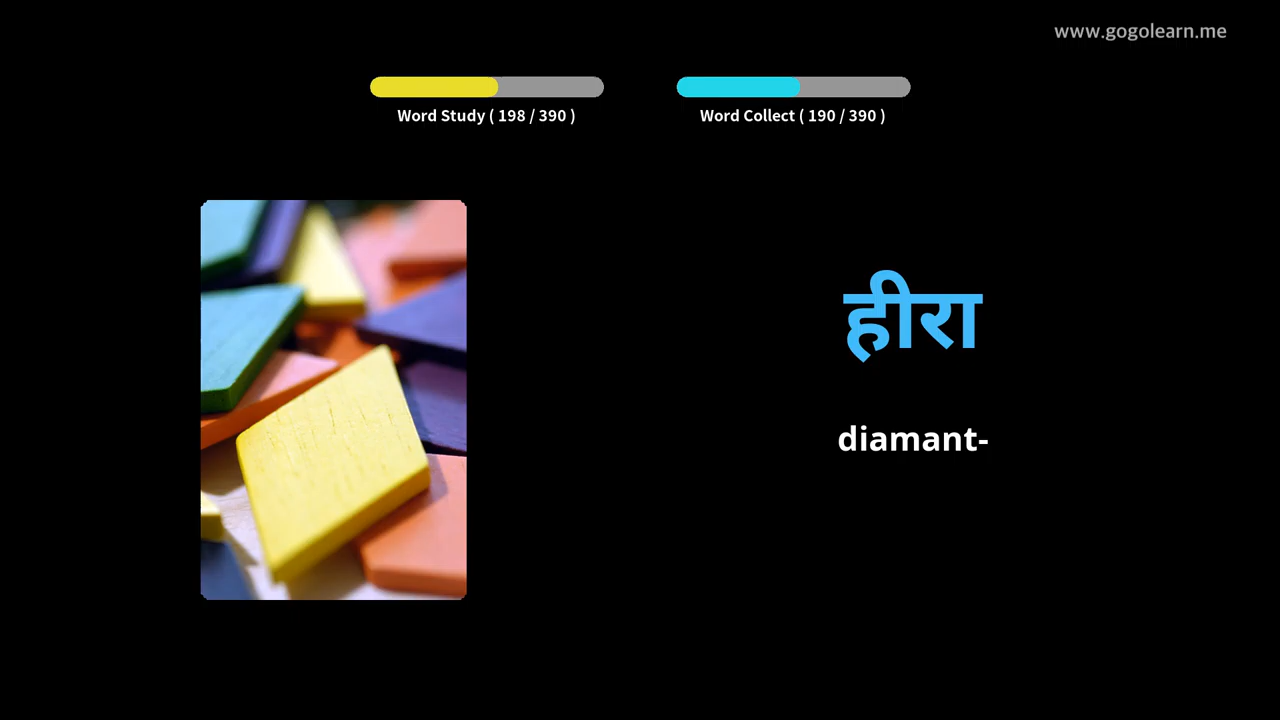 www.gogolearn.me
Word Study ( 198 / 390 )
Word Collect ( 190 / 390 )
हीरा
diamant-